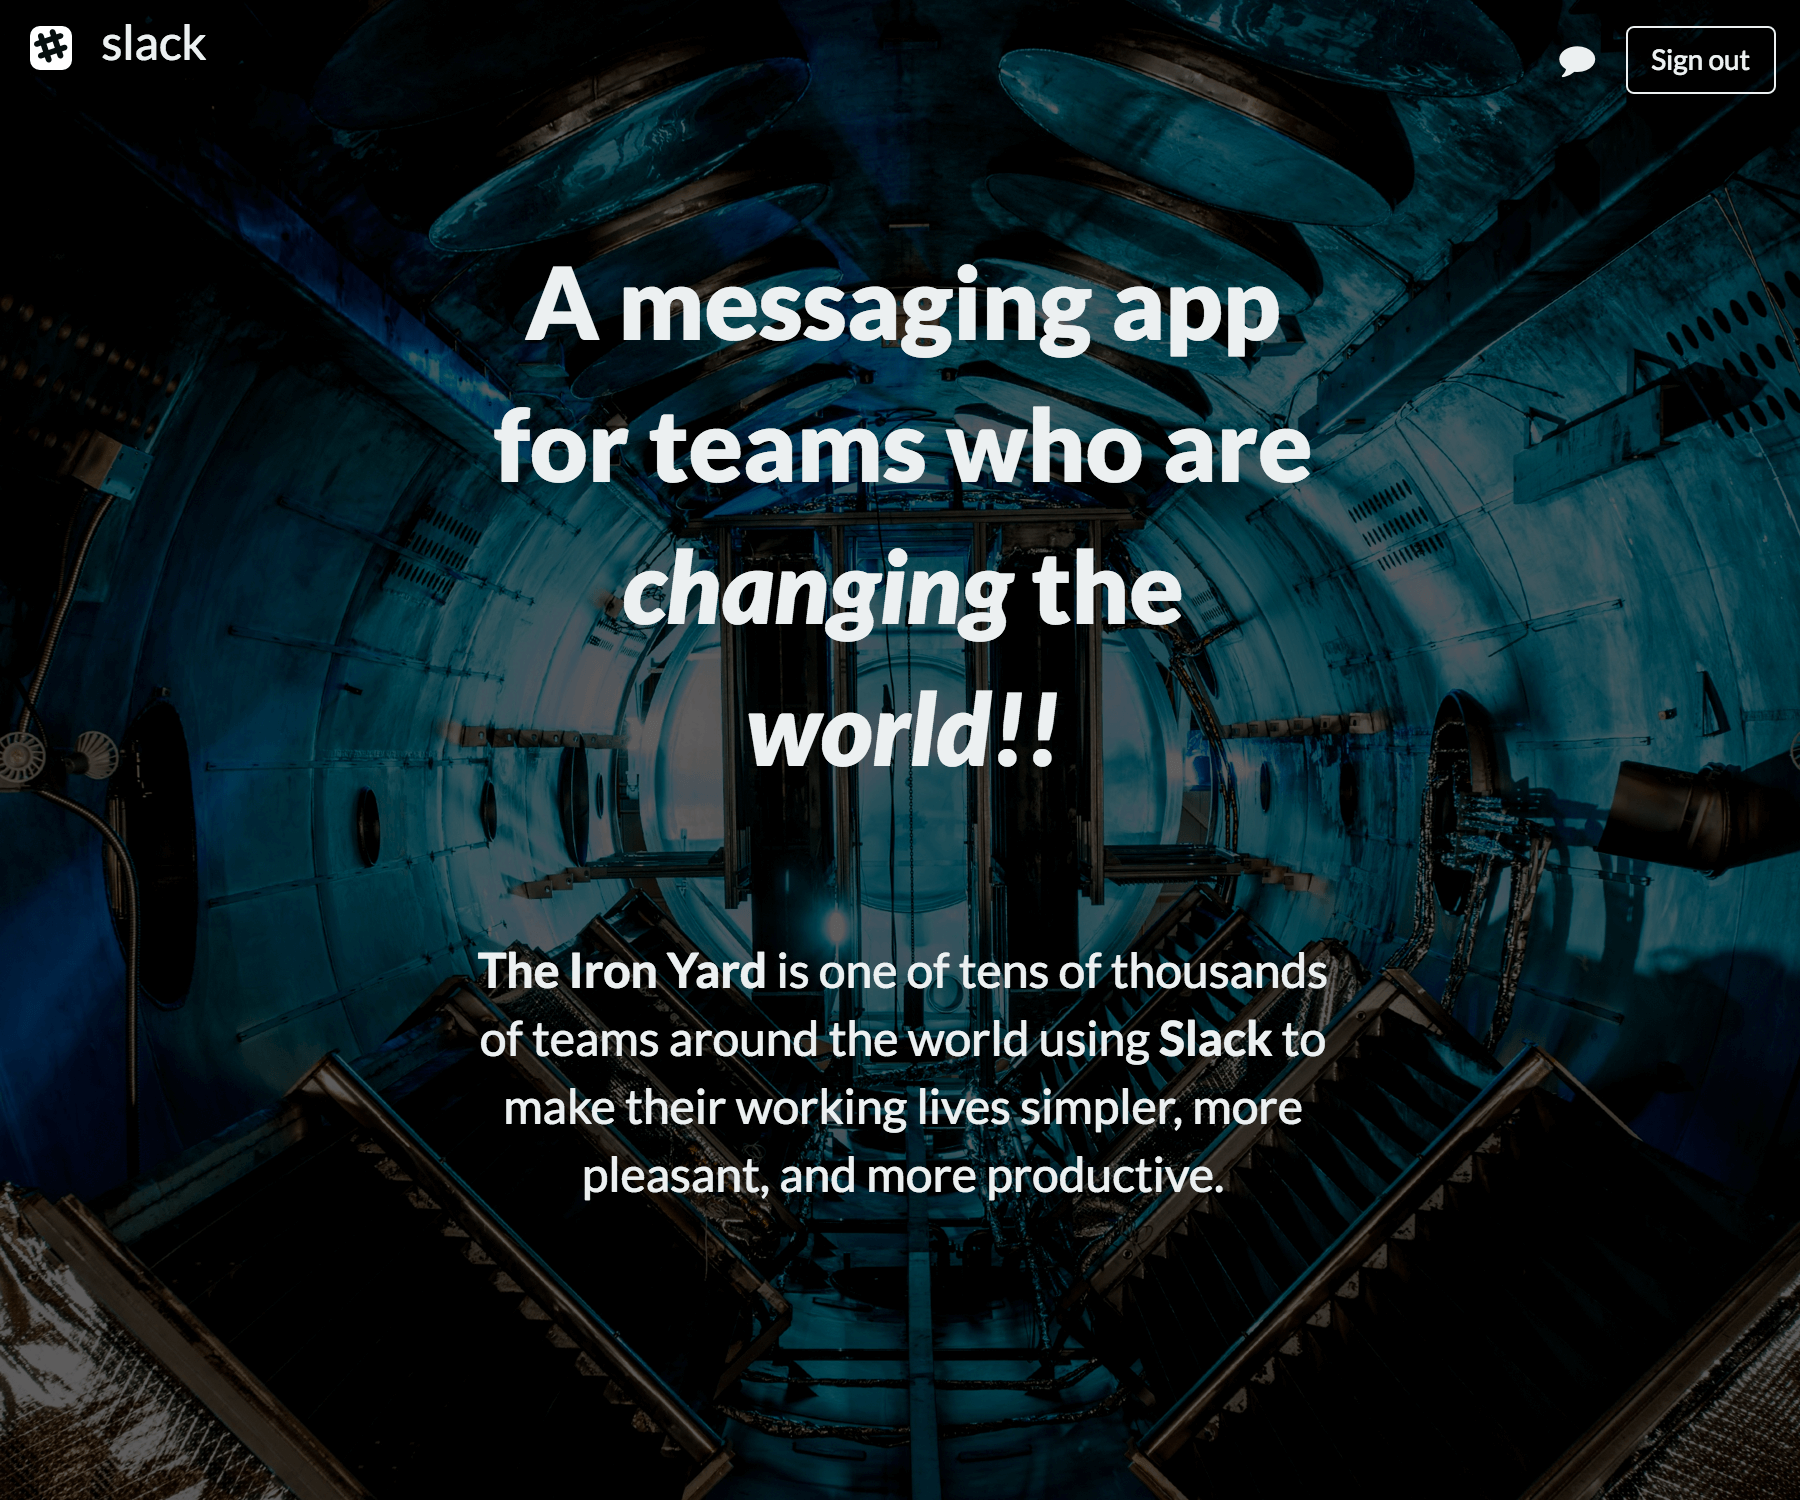 slack
Sign out
A messaging app
for teams who are
changing the
world!!
The Iron Yard is one of tens of thousands
of teams around the world using Slack to
make their working lives simpler, more
pleasant, and more productive.